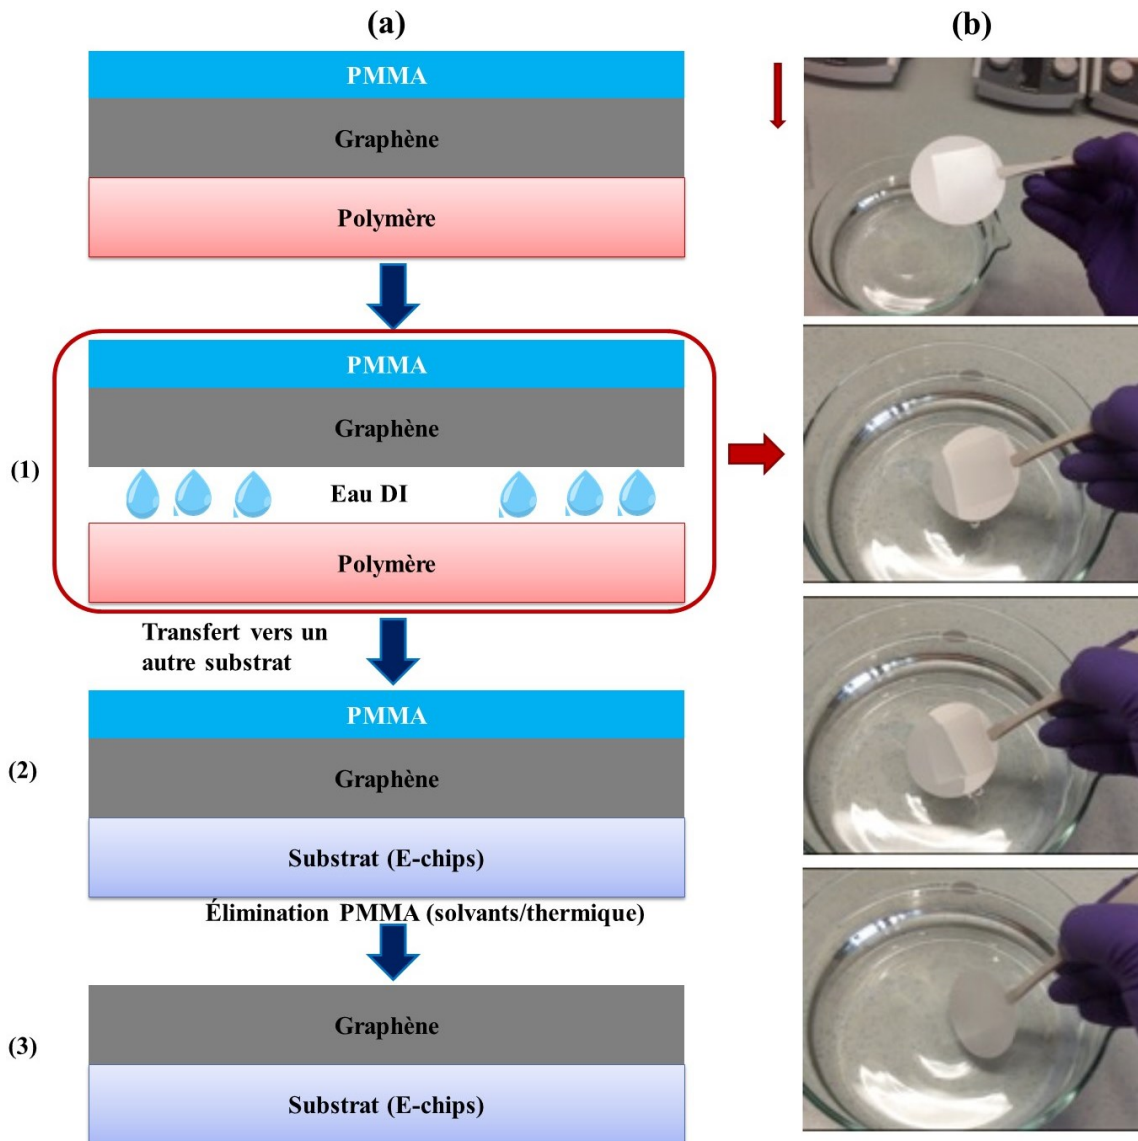 (a)
(b)
PMMA
Graphène
Polymère
PMMA
Graphène
(1)
Eau DI
Polymère
Transfert vers un
autre substrat
PMMA
(2)
Graphène
Substrat (E-chips)
Élimination PMMA (solvants/thermique)
Graphène
(3)
Substrat (E-chips)